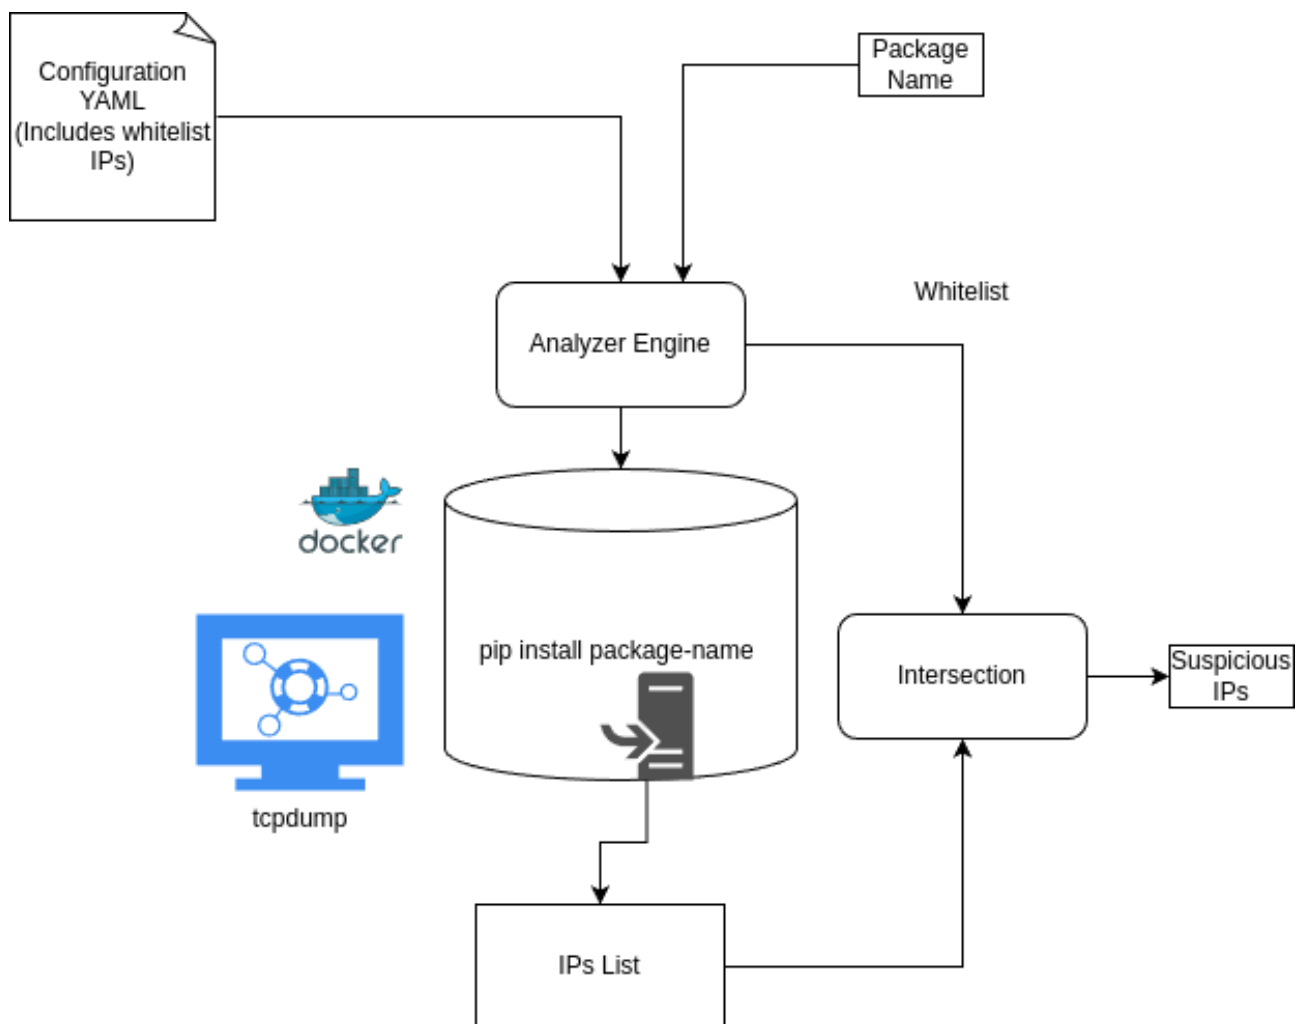 Configuration
YAML
(Includes whitelist
IPs)
Package
Name
Whitelist
Analyzer Engine
docker
pip install package-name
Intersection
Suspicious
IPs
tcpdump
IPs List